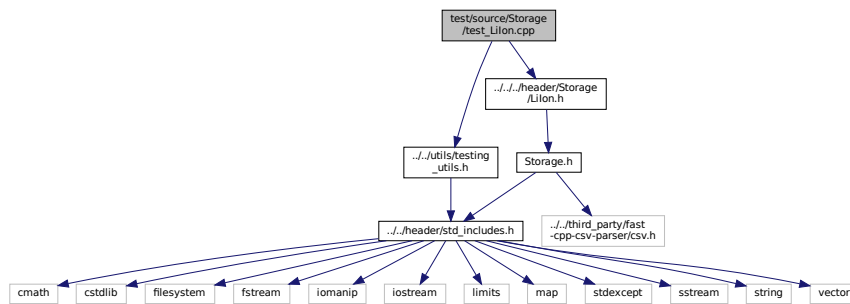 test/source/Storage
/test_LiIon.cpp
../../../header/Storage
/LiIon.h
../../utils/testing
_utils.h
Storage.h
../../header/std_includes.h
../../third_party/fast
-cpp-csv-parser/csv.h
cmath
cstdlib
filesystem
fstream
iomanip
iostream
limits
map
stdexcept
sstream
string
vector